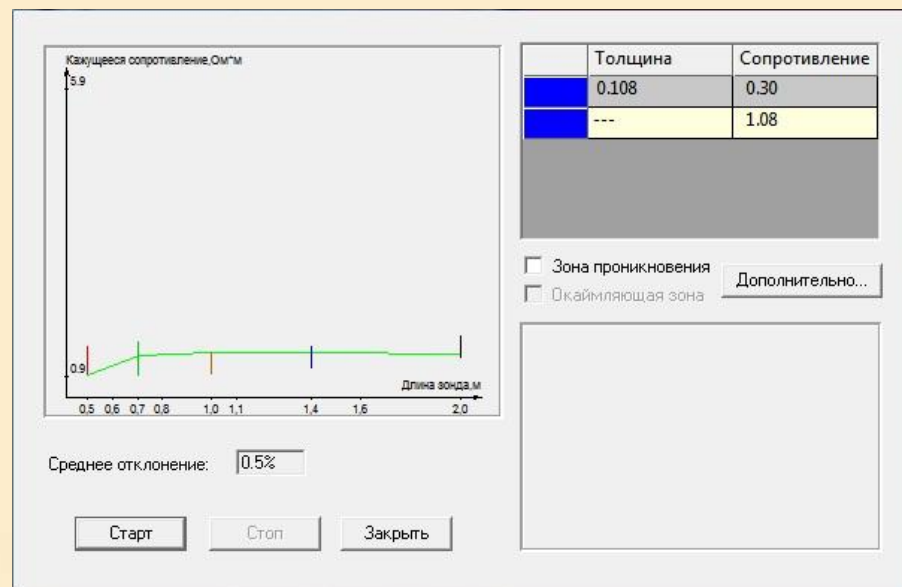 Кажущееся сопротивление,Ом*м
5.9
0.9
Длина зонда,м
0,5 0,6 0,7 0,8 1,0 1,1 1,4 1,6 2,0
Среднее отклонение: 0.5%
Старт Стоп Закрыть
Толщина Сопротивление
0.108 0.30
--- 1.08
Зона проникновения
Окаймляющая зона
Дополнительно...